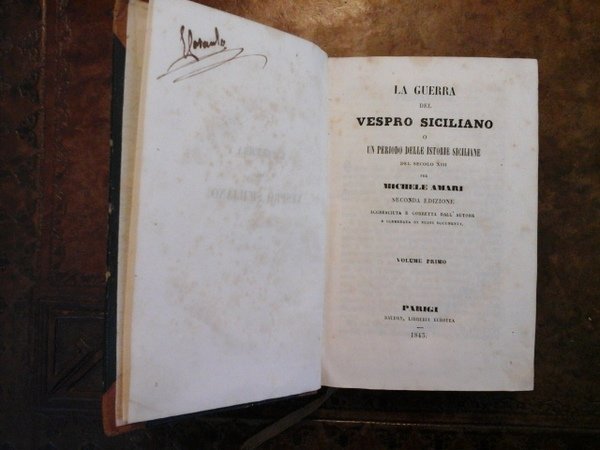 LA GUERRA
DEL
VESPRO SICILIANO
O
UN PERIODO DELLE ISTORIE SICILIANE
DEL SECOLO XIII
PER
MICHELE AMARI
SECONDA EDIZIONE
ACCRESCIUTA E CORRETTA DALL'AUTORE
E CORREDATA DI NUOVI DOCUMENTI.
VOLUME PRIMO
PARIGI
BAUDRY, LIBRERIA EUROPEA
1843.